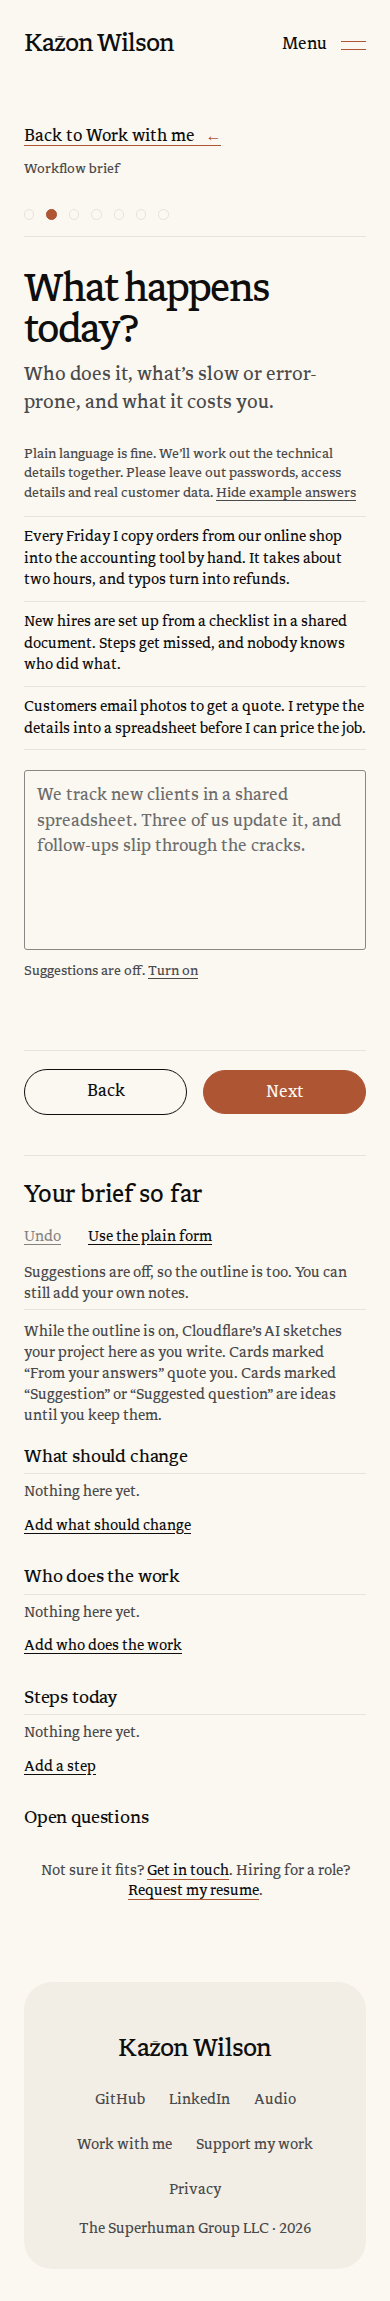 Kažon Wilson
Menu
Back to Work with me ←
Workflow brief
What happens
today?
Who does it, what’s slow or error-
prone, and what it costs you.
Plain language is fine. We’ll work out the technical
details together. Please leave out passwords, access
details and real customer data. Hide example answers
Every Friday I copy orders from our online shop
into the accounting tool by hand. It takes about
two hours, and typos turn into refunds.
New hires are set up from a checklist in a shared
document. Steps get missed, and nobody knows
who did what.
Customers email photos to get a quote. I retype the
details into a spreadsheet before I can price the job.
We track new clients in a shared
spreadsheet. Three of us update it, and
follow-ups slip through the cracks.
Suggestions are off. Turn on
Back
Next
Your brief so far
Undo
Use the plain form
Suggestions are off, so the outline is too. You can
still add your own notes.
While the outline is on, Cloudflare’s AI sketches
your project here as you write. Cards marked
“From your answers” quote you. Cards marked
“Suggestion” or “Suggested question” are ideas
until you keep them.
What should change
Nothing here yet.
Add what should change
Who does the work
Nothing here yet.
Add who does the work
Steps today
Nothing here yet.
Add a step
Open questions
Not sure it fits? Get in touch. Hiring for a role?
Request my resume.
Kažon Wilson
GitHub LinkedIn Audio
Work with me Support my work
Privacy
The Superhuman Group LLC · 2026